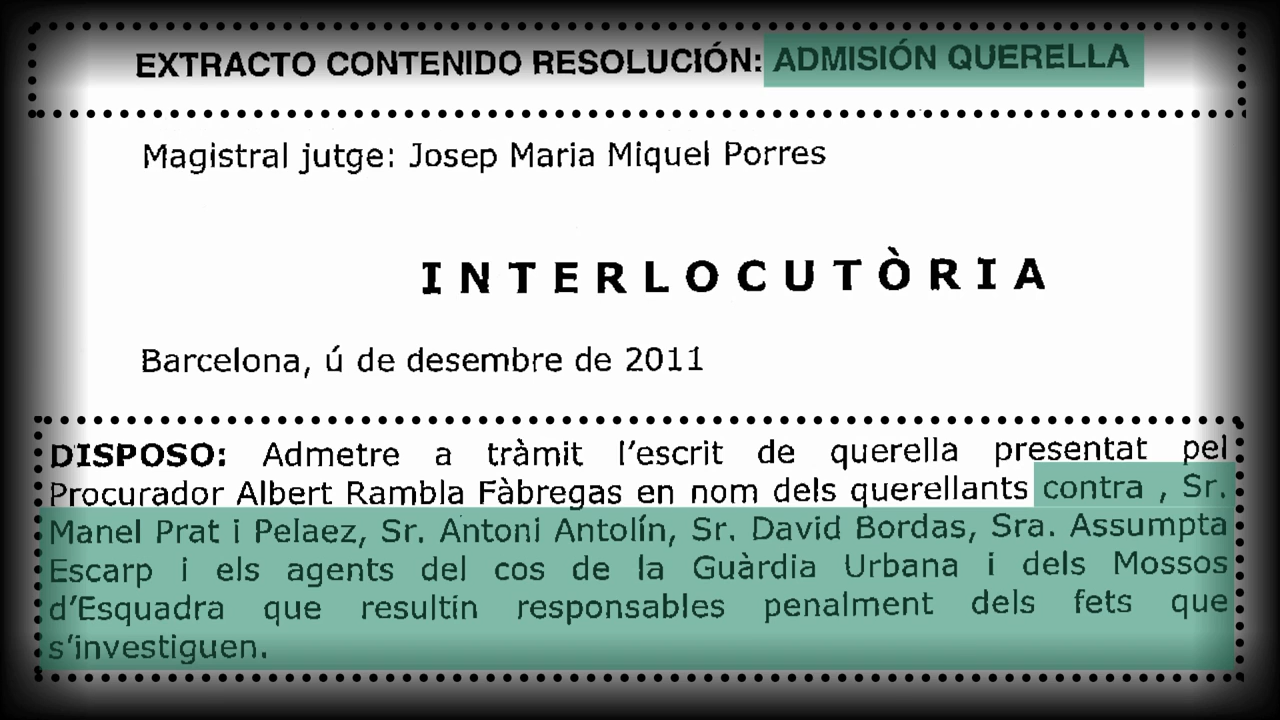 EXTRACTO CONTENIDO RESOLUCIÓN: ADMISIÓN QUERELLA
Magistral jutge: Josep Maria Miquel Porres
INTERLOCUTÒRIA
Barcelona, ú de desembre de 2011
DISPOSO: Admetre a tràmit l'escrit de querella presentat pel
Procurador Albert Rambla Fàbregas en nom dels querellants contra , Sr.
Manel Prat i Pelaez, Sr. Antoni Antolín, Sr. David Bordas, Sra. Assumpta
Escarp i els agents del cos de la Guàrdia Urbana i dels Mossos
d'Esquadra que resultin responsables penalment dels fets que
s'investiguen.